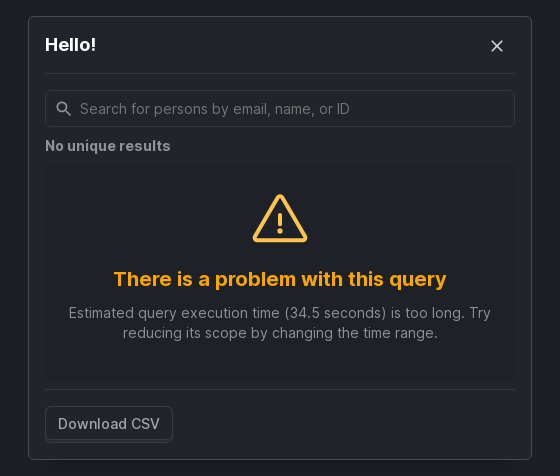 Hello!
Search for persons by email, name, or ID
No unique results
There is a problem with this query
Estimated query execution time (34.5 seconds) is too long. Try
reducing its scope by changing the time range.
Download CSV